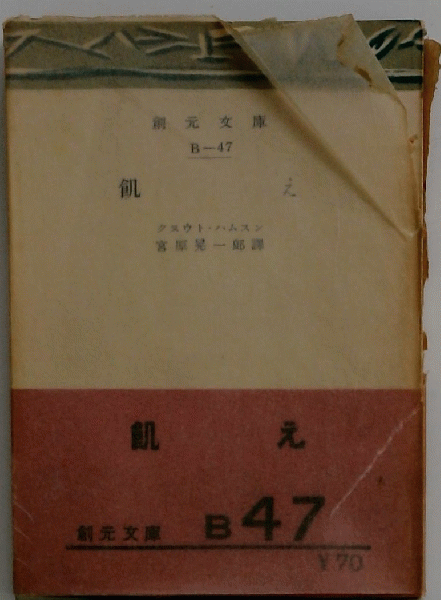 創元文庫
B—47
飢え
クヌウト・ハムスン
宮原晃一郎譯
飢え
創元文庫 B47
¥70